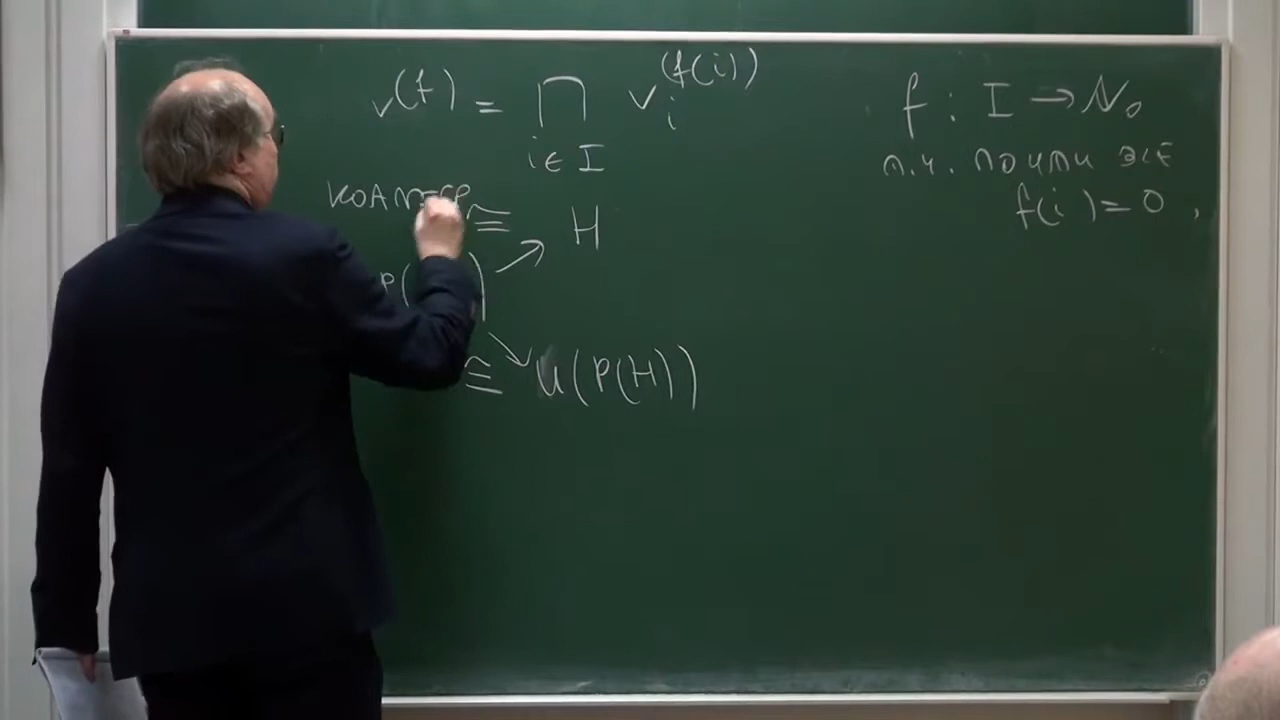 v^{(f)} = ∏_{i ∈ I} v_i^{(f(i))}
f : I → ℕ₀
п.ч. почти все
f(i) = 0 ,
≅ H
P( ) ↗
↘
≅ U(P(H))